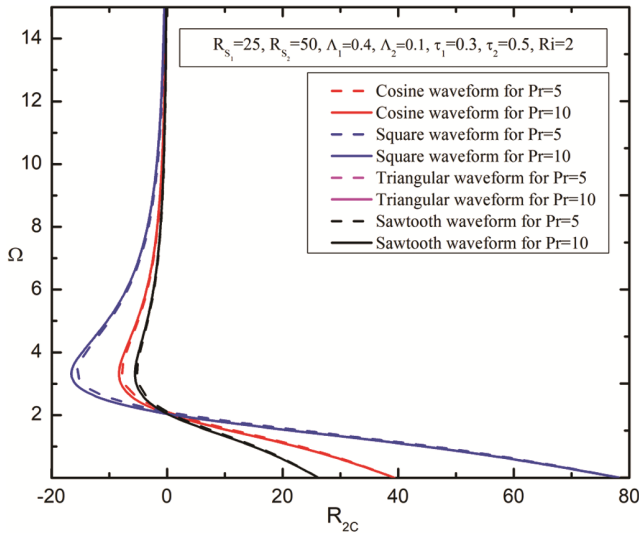 14
12
10
8
6
4
2
0
Ω
R_{S_1}=25, R_{S_2}=50, Λ_1=0.4, Λ_2=0.1, τ_1=0.3, τ_2=0.5, Ri=2
Cosine waveform for Pr=5
Cosine waveform for Pr=10
Square waveform for Pr=5
Square waveform for Pr=10
Triangular waveform for Pr=5
Triangular waveform for Pr=10
Sawtooth waveform for Pr=5
Sawtooth waveform for Pr=10
-20 0 20 40 60 80
R_{2C}